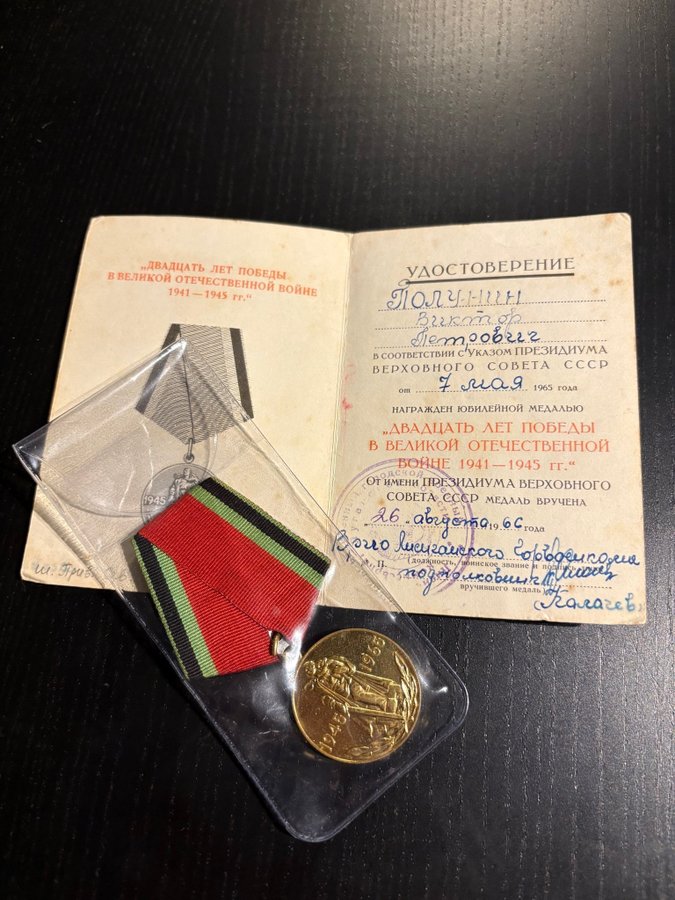 „ДВАДЦАТЬ ЛЕТ ПОБЕДЫ
В ВЕЛИКОЙ ОТЕЧЕСТВЕННОЙ ВОЙНЕ
1941—1945 гг.“
1945
УДОСТОВЕРЕНИЕ
Полунин
Виктор
Петрович
В СООТВЕТСТВИИ С УКАЗОМ ПРЕЗИДИУМА
ВЕРХОВНОГО СОВЕТА СССР
от 7 мая 1965 года
НАГРАЖДЕН ЮБИЛЕЙНОЙ МЕДАЛЬЮ
„ДВАДЦАТЬ ЛЕТ ПОБЕДЫ
В ВЕЛИКОЙ ОТЕЧЕСТВЕННОЙ
ВОЙНЕ 1941—1945 гг.“
От имени ПРЕЗИДИУМА ВЕРХОВНОГО
СОВЕТА СССР МЕДАЛЬ ВРУЧЕНА
26 августа 1966 года
(должность, воинское звание и
подполковник
вручившего медаль)
1945 1965